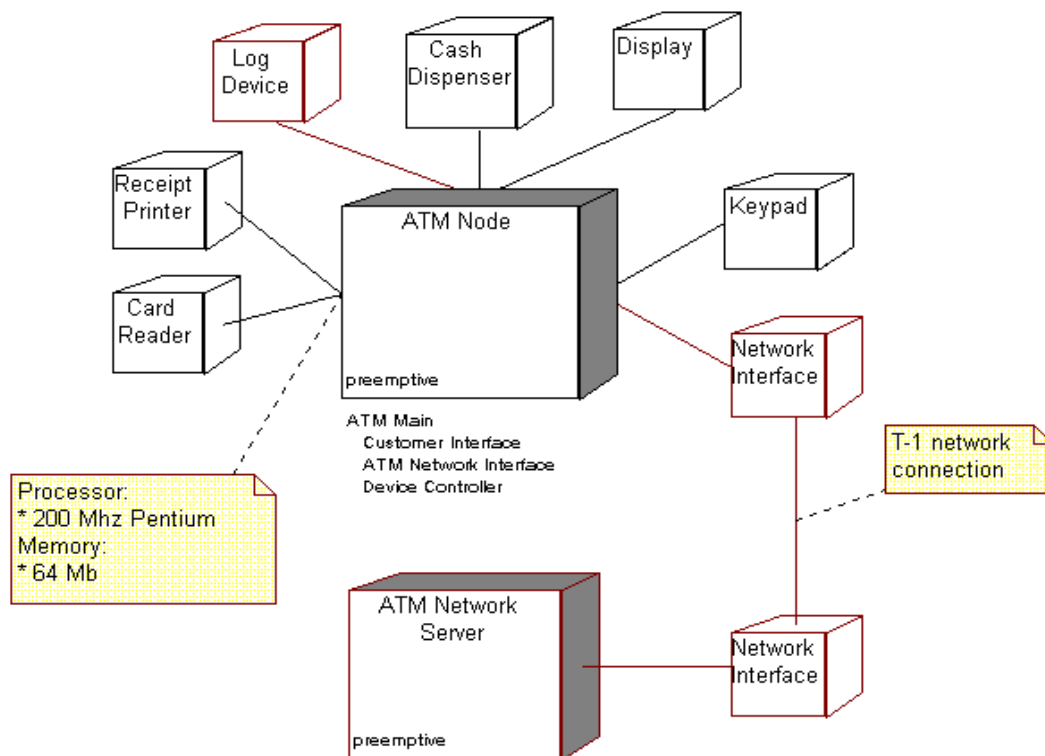 Log
Device
Cash
Dispenser
Display
Receipt
Printer
ATM Node
Keypad
Card
Reader
Network
Interface
preemptive
ATM Main
Customer Interface
ATM Network Interface
Device Controller
T-1 network
connection
Processor:
* 200 Mhz Pentium
Memory:
* 64 Mb
ATM Network
Server
Network
Interface
preemptive